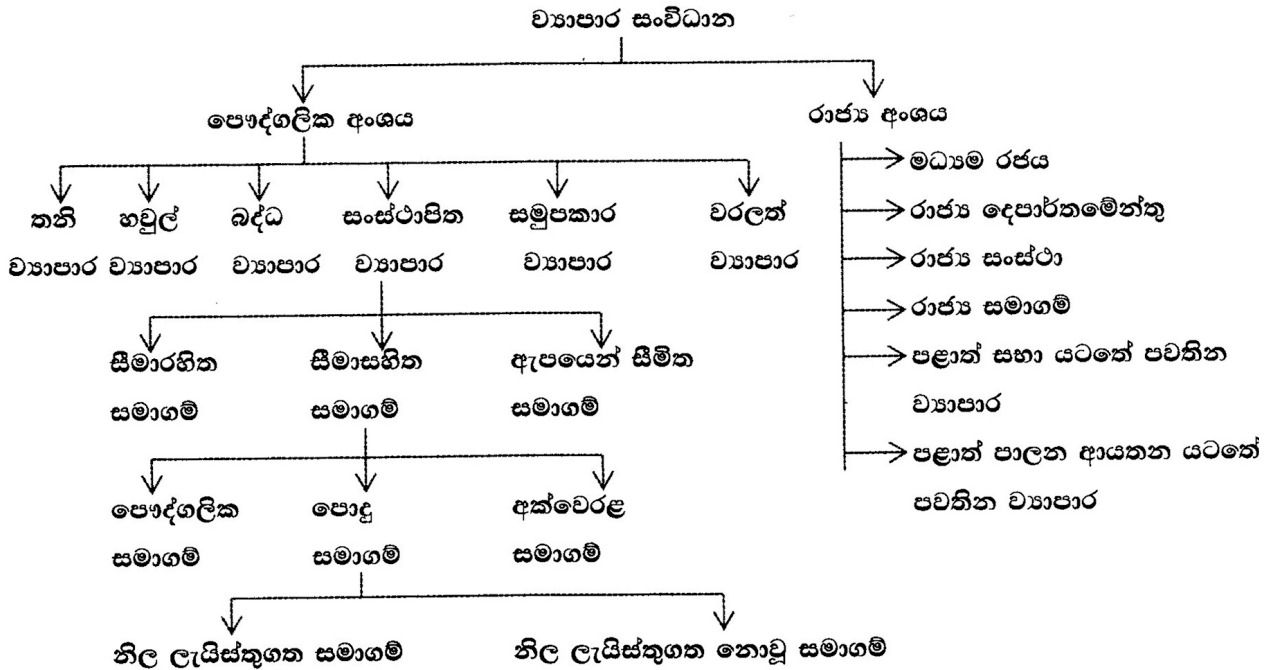 ව්‍යාපාර සංවිධාන
පෞද්ගලික අංශය
රාජ්‍ය අංශය
තනි
ව්‍යාපාර
හවුල්
ව්‍යාපාර
බද්ධ
ව්‍යාපාර
සංස්ථාපිත
ව්‍යාපාර
සමුපකාර
ව්‍යාපාර
වරලත්
ව්‍යාපාර
සීමාරහිත
සමාගම්
සීමාසහිත
සමාගම්
ඇපයෙන් සීමිත
සමාගම්
පෞද්ගලික
සමාගම්
පොදු
සමාගම්
අක්වෙරළ
සමාගම්
නිල ලැයිස්තුගත සමාගම්
නිල ලැයිස්තුගත නොවූ සමාගම්
මධ්‍යම රජය
රාජ්‍ය දෙපාර්තමේන්තු
රාජ්‍ය සංස්ථා
රාජ්‍ය සමාගම්
පළාත් සභා යටතේ පවතින
ව්‍යාපාර
පළාත් පාලන ආයතන යටතේ
පවතින ව්‍යාපාර